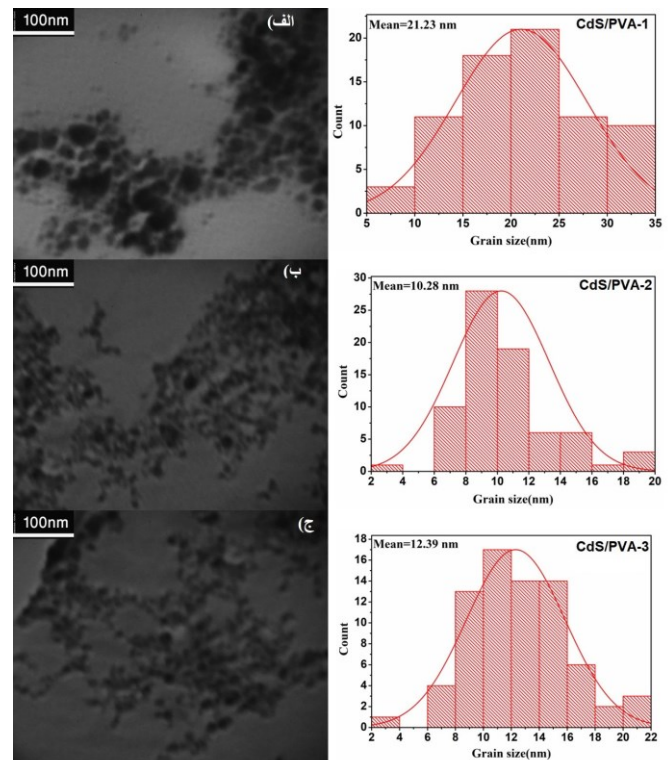 100nm
الف)
Mean=21.23 nm
CdS/PVA-1
20
15
10
5
0
Count
5 10 15 20 25 30 35
Grain size(nm)
100nm
ب)
Mean=10.28 nm
CdS/PVA-2
30
25
20
15
10
5
0
Count
2 4 6 8 10 12 14 16 18 20
Grain size(nm)
100nm
ج)
Mean=12.39 nm
CdS/PVA-3
18
16
14
12
10
8
6
4
2
0
Count
2 4 6 8 10 12 14 16 18 20 22
Grain size(nm)